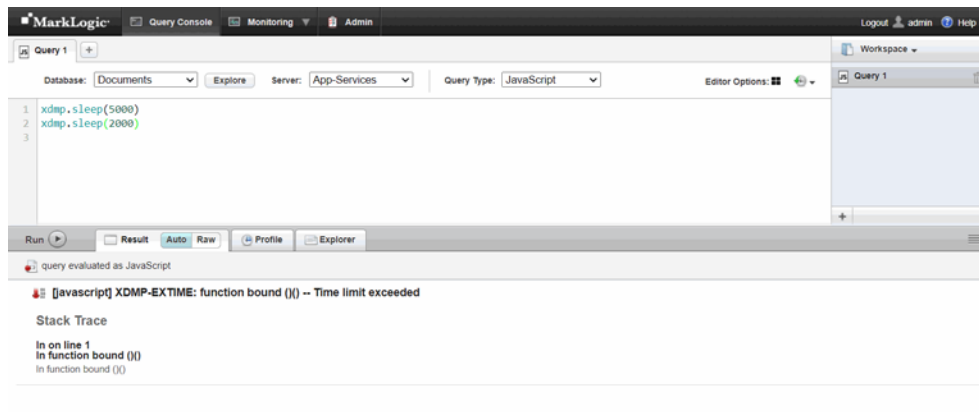 MarkLogic Query Console Monitoring Admin Logout admin Help
JS Query 1 + Workspace
Database: Documents Explore Server: App-Services Query Type: JavaScript Editor Options: JS Query 1
1 xdmp.sleep(5000)
2 xdmp.sleep(2000)
3
+
Run Result Auto Raw Profile Explorer
query evaluated as JavaScript
[javascript] XDMP-EXTIME: function bound ()() -- Time limit exceeded
Stack Trace
In on line 1
In function bound ()()
In function bound ()()